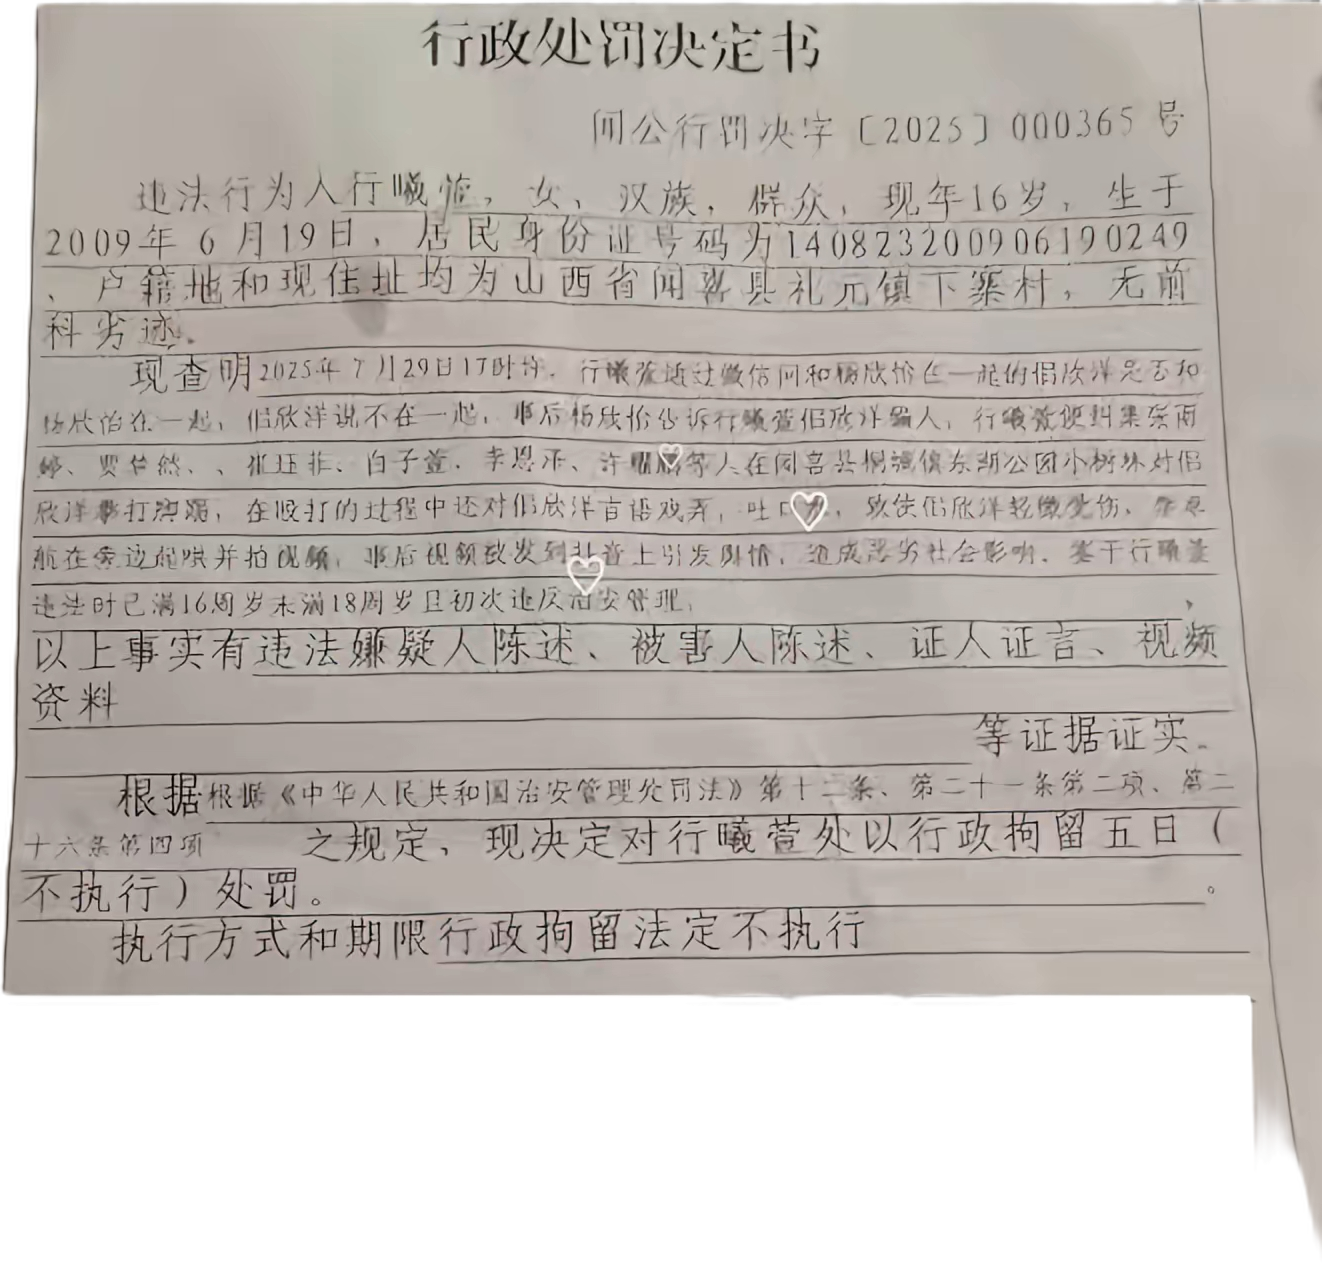 行政处罚决定书
闻公行罚决字〔2025〕000365号
违法行为人行曦萱，女，汉族，群众，现年16岁，生于
2009年6月19日，居民身份证号码为140823200906190249
、户籍地和现住址均为山西省闻喜县礼元镇下寨村，无前
科劣迹。
现查明2025年7月29日17时许，行曦萱通过微信问和杨欣怡在一起的倡欣洋是否和
杨欣怡在一起，倡欣洋说不在一起，事后杨欣怡告诉行曦萱倡欣洋骗人，行曦萱便纠集
婷、贾 然、、崔珏菲、白子萱、李恩 、许 等人在闻喜县桐城镇东湖公园小树林对倡
欣洋 打 踢，在殴打的过程中还对倡欣洋言语戏弄，吐口 ，致使倡欣洋轻微受伤，
航在旁边起哄并拍视频，事后视频被发到抖音上引发舆情，造成恶劣社会影响。鉴于行曦萱
违法时已满16周岁未满18周岁且初次违反治安管理，
以上事实有违法嫌疑人陈述、被害人陈述、证人证言、视频
资料
等证据证实。
根据根据《中华人民共和国治安管理处罚法》第十二条、第二十一条第二项、第二
十六条第四项 之规定，现决定对行曦萱处以行政拘留五日（
不执行）处罚。 。
执行方式和期限行政拘留法定不执行